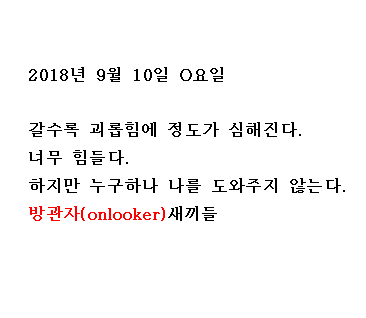 2018년 9월 10일 O요일
갈수록 괴롭힘에 정도가 심해진다.
너무 힘들다.
하지만 누구하나 나를 도와주지 않는다.
방관자(onlooker)새끼들